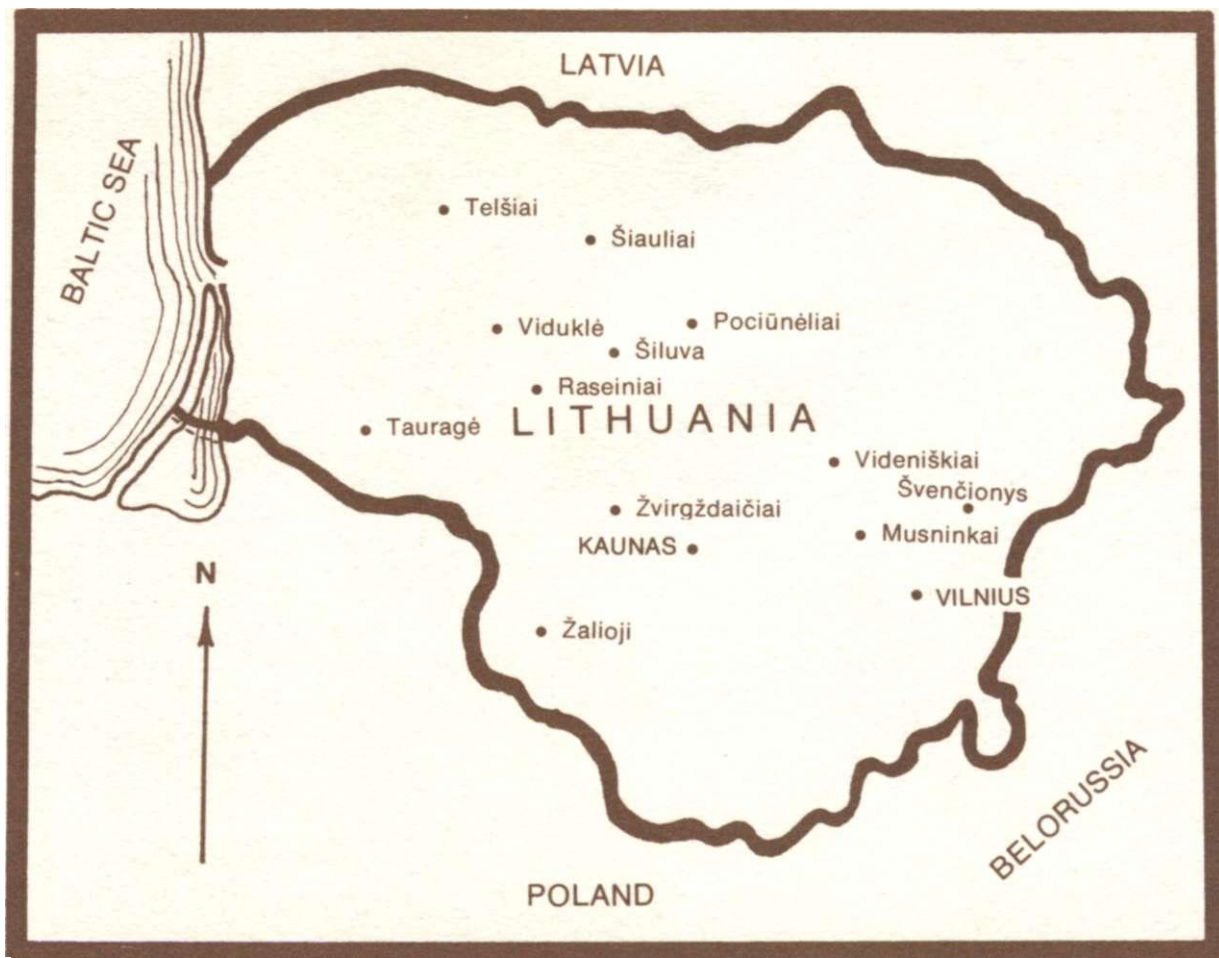 LATVIA
BALTIC SEA
Telšiai
Šiauliai
Viduklė
Pociūnėliai
Šiluva
Raseiniai
LITHUANIA
Tauragė
Videniškiai
Švenčionys
Žvirgždaičiai
Musninkai
KAUNAS
N
VILNIUS
Žalioji
BELORUSSIA
POLAND